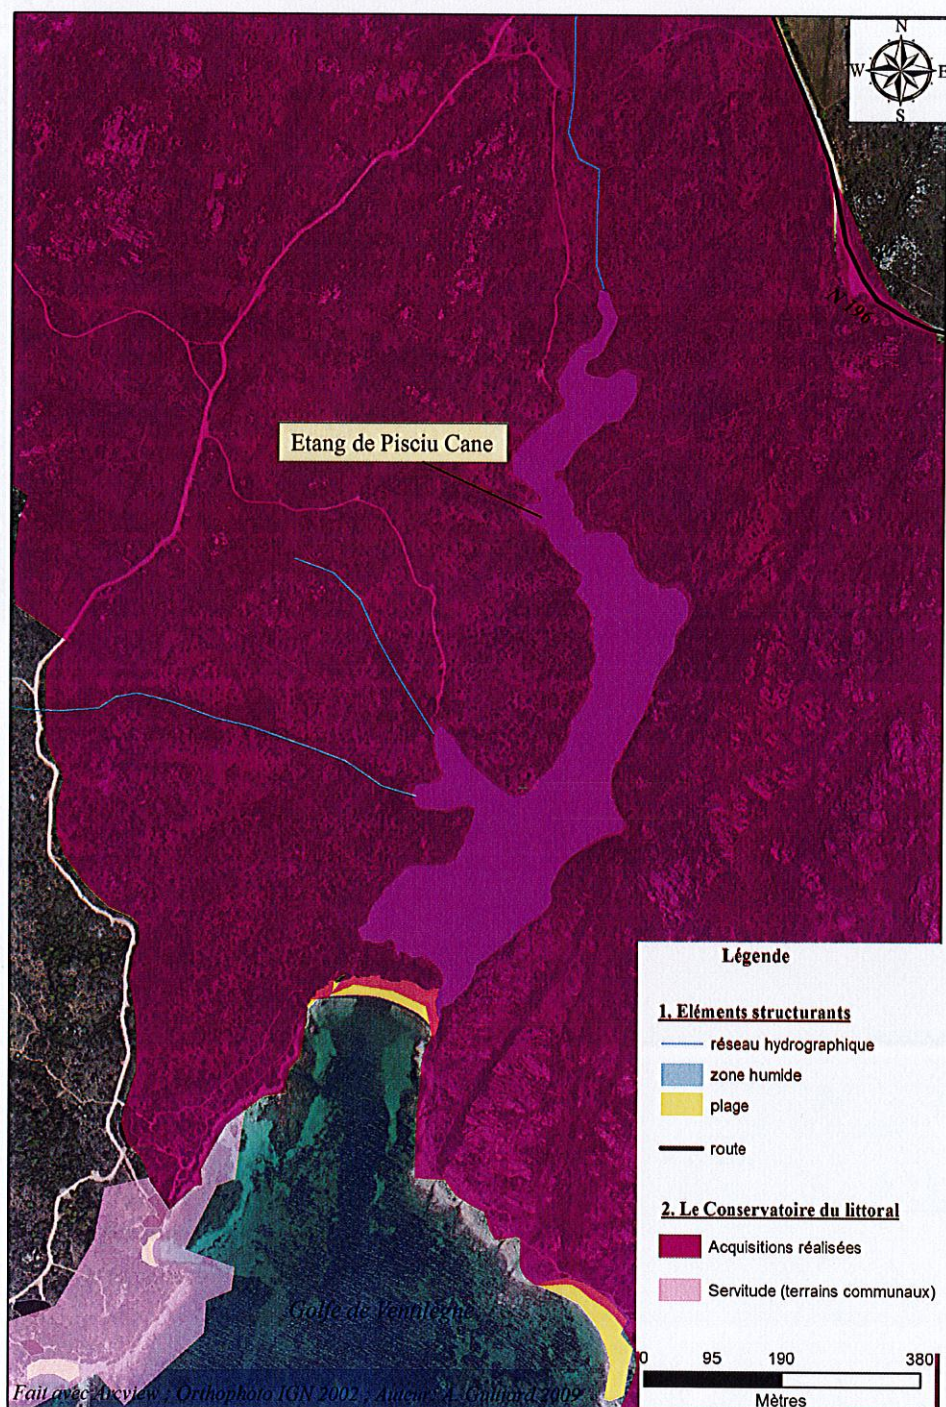 N
W E
S
N 196
Etang de Pisciu Cane
Légende
1. Eléments structurants
réseau hydrographique
zone humide
plage
route
2. Le Conservatoire du littoral
Acquisitions réalisées
Servitude (terrains communaux)
0 95 190 380
Mètres
Golfe de Ventilegne
Fait avec Arcview ; Orthophoto IGN 2002 ; Auteur A. 2009